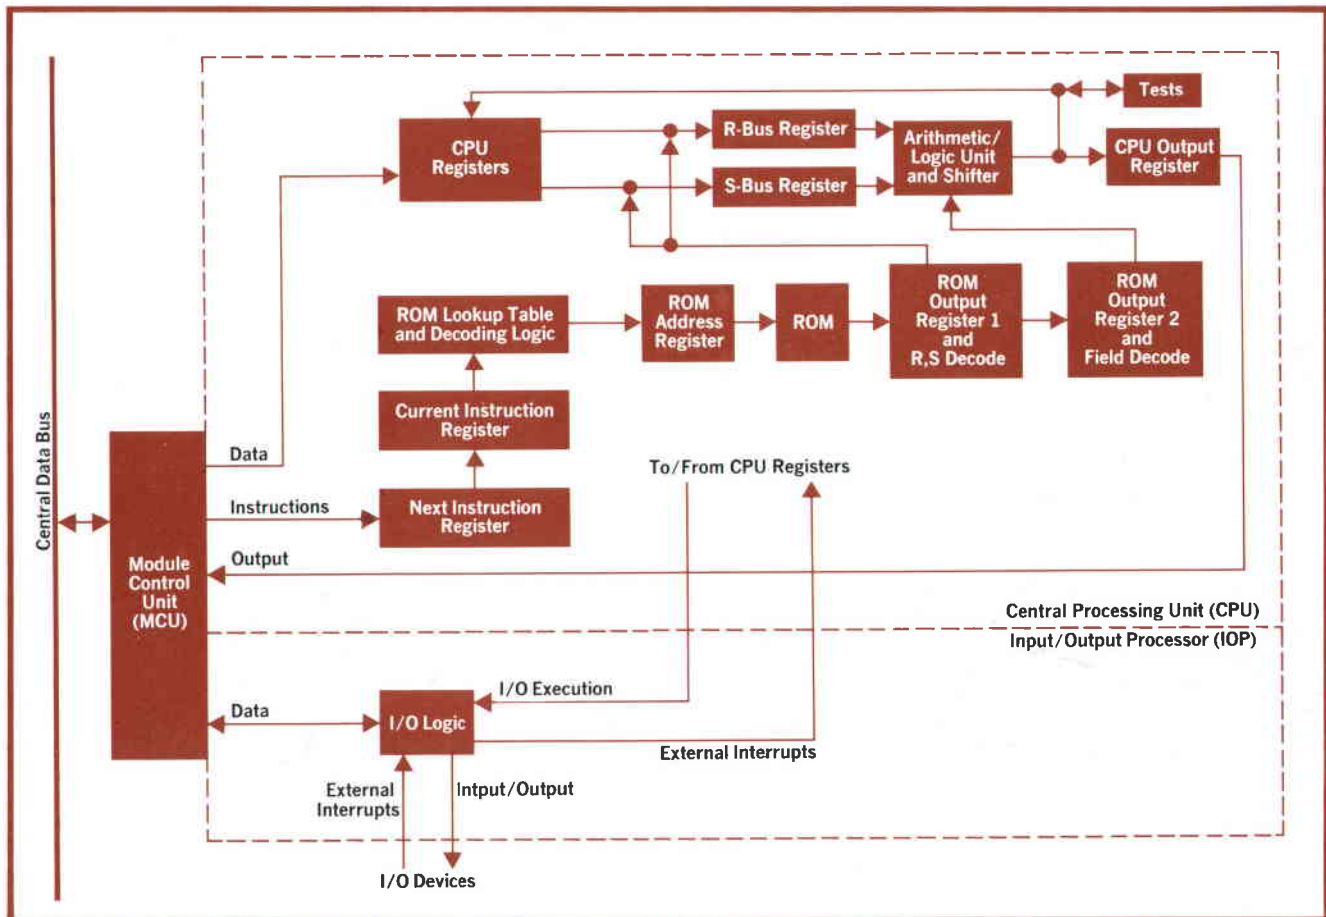 Tests
CPU
Registers
R-Bus Register
Arithmetic/
Logic Unit
and Shifter
CPU Output
Register
S-Bus Register
ROM Lookup Table
and Decoding Logic
ROM
Address
Register
ROM
ROM
Output
Register 1
and
R,S Decode
ROM
Output
Register 2
and
Field Decode
Current Instruction
Register
Central Data Bus
Data
To/From CPU Registers
Instructions
Next Instruction
Register
Output
Module
Control
Unit
(MCU)
Central Processing Unit (CPU)
Input/Output Processor (IOP)
I/O Execution
Data
I/O Logic
External Interrupts
External
Interrupts
Intput/Output
I/O Devices